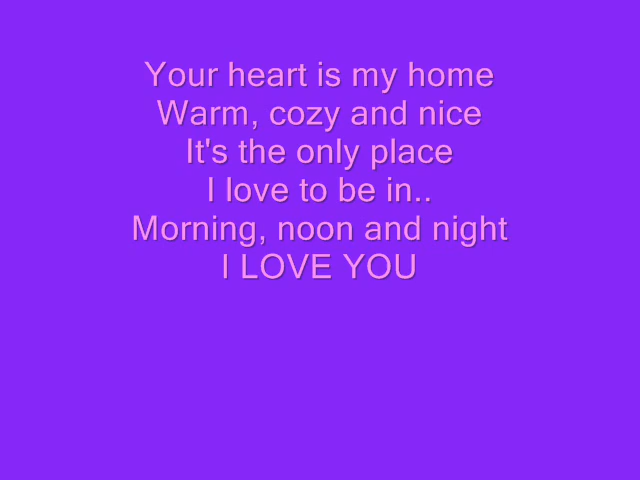 Your heart is my home
Warm, cozy and nice
It's the only place
I love to be in..
Morning, noon and night
I LOVE YOU